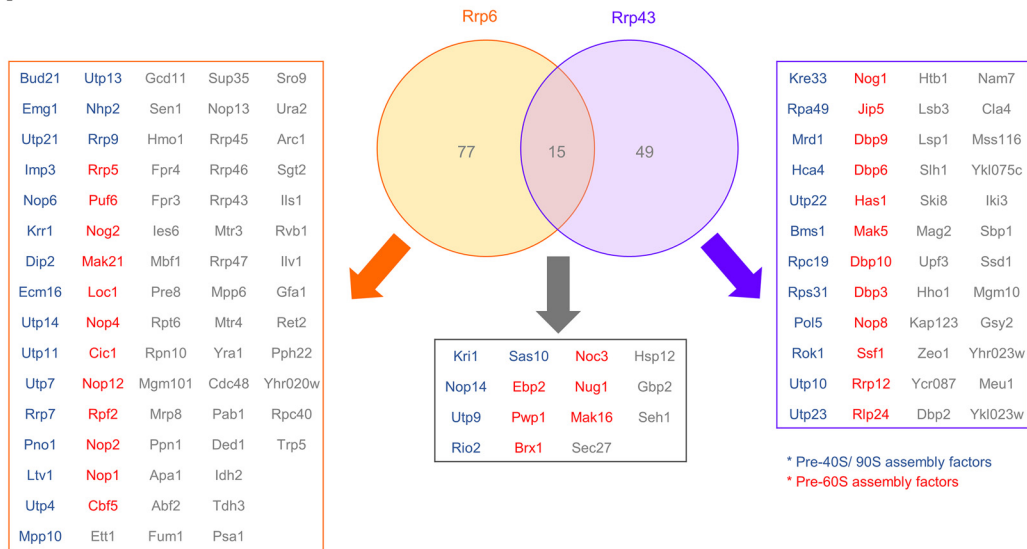 Rrp6 Rrp43
77 15 49
Bud21 Utp13 Gcd11 Sup35 Sro9
Emg1 Nhp2 Sen1 Nop13 Ura2
Utp21 Rrp9 Hmo1 Rrp45 Arc1
Imp3 Rrp5 Fpr4 Rrp46 Sgt2
Nop6 Puf6 Fpr3 Rrp43 Ils1
Krr1 Nog2 Ies6 Mtr3 Rvb1
Dip2 Mak21 Mbf1 Rrp47 Ilv1
Ecm16 Loc1 Pre8 Mpp6 Gfa1
Utp14 Nop4 Rpt6 Mtr4 Ret2
Utp11 Cic1 Rpn10 Yra1 Pph22
Utp7 Nop12 Mgm101 Cdc48 Yhr020w
Rrp7 Rpf2 Mrp8 Pab1 Rpc40
Pno1 Nop2 Ppn1 Ded1 Trp5
Ltv1 Nop1 Apa1 Idh2
Utp4 Cbf5 Abf2 Tdh3
Mpp10 Ett1 Fum1 Psa1
Kri1 Sas10 Noc3 Hsp12
Nop14 Ebp2 Nug1 Gbp2
Utp9 Pwp1 Mak16 Seh1
Rio2 Brx1 Sec27
Kre33 Nog1 Htb1 Nam7
Rpa49 Jip5 Lsb3 Cla4
Mrd1 Dbp9 Lsp1 Mss116
Hca4 Dbp6 Slh1 Ykl075c
Utp22 Has1 Ski8 Iki3
Bms1 Mak5 Mag2 Sbp1
Rpc19 Dbp10 Upf3 Ssd1
Rps31 Dbp3 Hho1 Mgm10
Pol5 Nop8 Kap123 Gsy2
Rok1 Ssf1 Zeo1 Yhr023w
Utp10 Rrp12 Ycr087 Meu1
Utp23 Rlp24 Dbp2 Ykl023w
* Pre-40S/ 90S assembly factors
* Pre-60S assembly factors